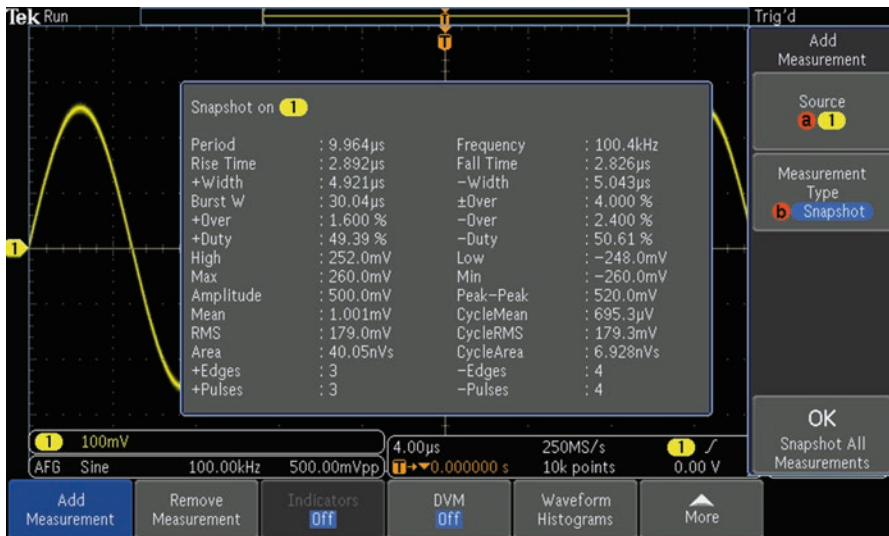 Tek Run
Trig'd
T
T
Add
Measurement
Source
a 1
Measurement
Type
b Snapshot
OK
Snapshot All
Measurements
1
Snapshot on 1
Period : 9.964µs Frequency : 100.4kHz
Rise Time : 2.892µs Fall Time : 2.826µs
+Width : 4.921µs −Width : 5.043µs
Burst W : 30.04µs ±Over : 4.000 %
+Over : 1.600 % −Over : 2.400 %
+Duty : 49.39 % −Duty : 50.61 %
High : 252.0mV Low : −248.0mV
Max : 260.0mV Min : −260.0mV
Amplitude : 500.0mV Peak−Peak : 520.0mV
Mean : 1.001mV CycleMean : 695.3µV
RMS : 179.0mV CycleRMS : 179.3mV
Area : 40.05nVs CycleArea : 6.928nVs
+Edges : 3 −Edges : 4
+Pulses : 3 −Pulses : 4
1 100mV
AFG Sine 100.00kHz 500.00mVpp
4.00µs 250MS/s 1
T→▼0.000000 s 10k points 0.00 V
Add
Measurement
Remove
Measurement
Indicators
Off
DVM
Off
Waveform
Histograms
More